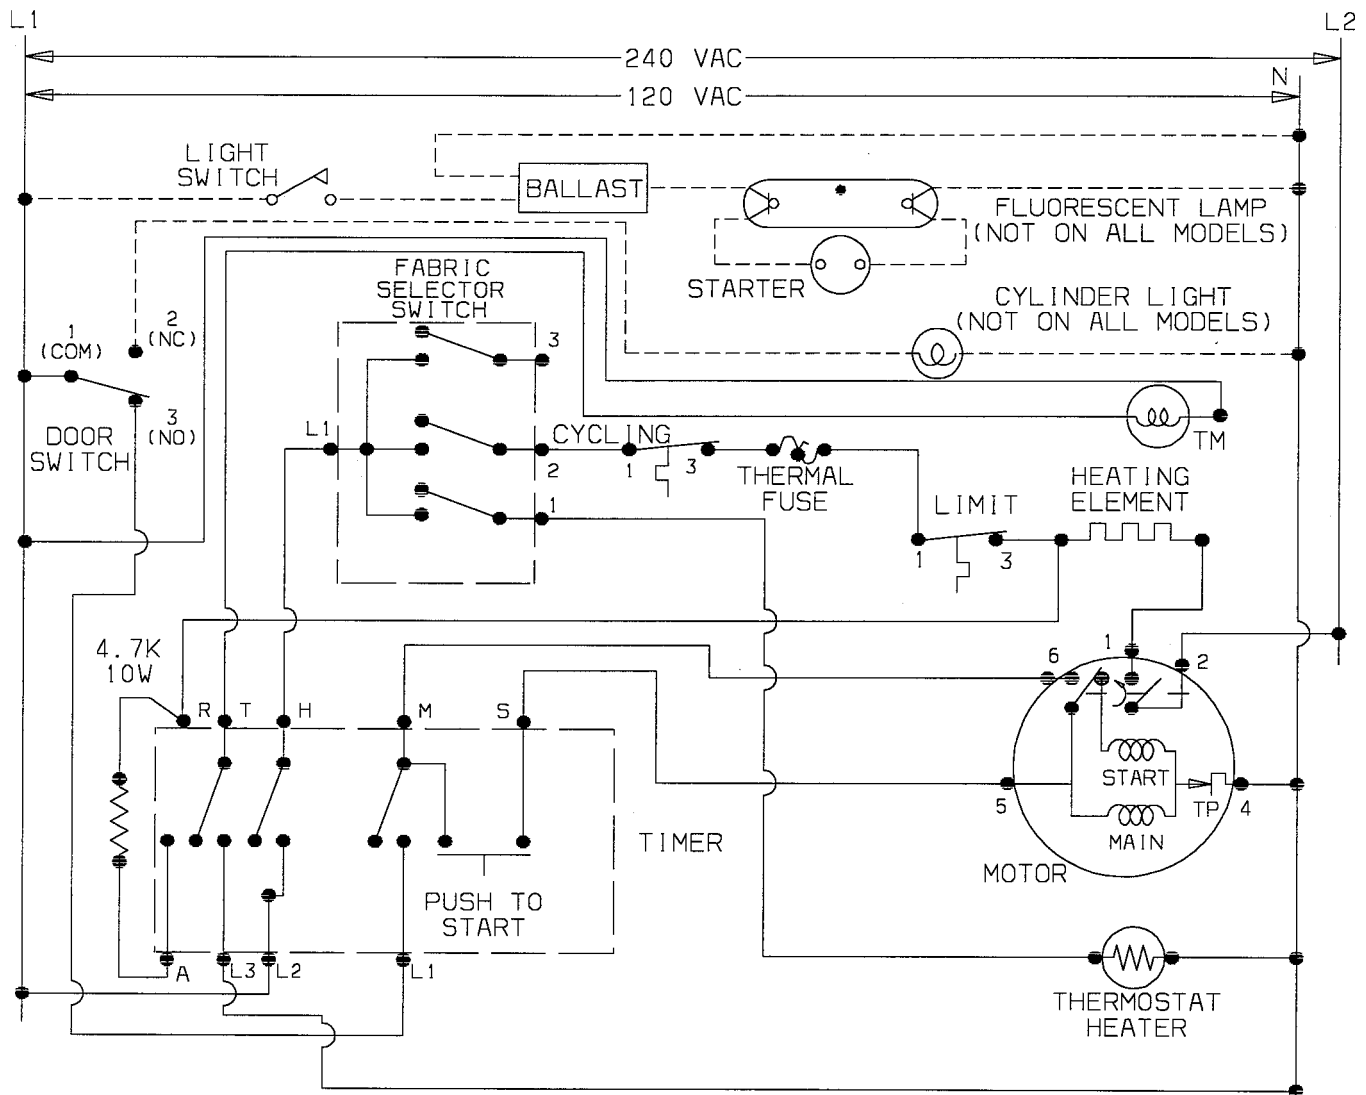 L1
L2
240 VAC
N
120 VAC
LIGHT
SWITCH
BALLAST
FLUORESCENT LAMP
(NOT ON ALL MODELS)
STARTER
FABRIC
SELECTOR
SWITCH
CYLINDER LIGHT
(NOT ON ALL MODELS)
1
(COM)
2
(NC)
3
3
(NO)
DOOR
SWITCH
L1
CYCLING
2
1
3
THERMAL
FUSE
TM
HEATING
ELEMENT
1
LIMIT
1
3
4.7K
10W
R
T
H
M
S
6
1
2
START
5
TP
4
MAIN
MOTOR
TIMER
PUSH TO
START
A
L3
L2
L1
THERMOSTAT
HEATER